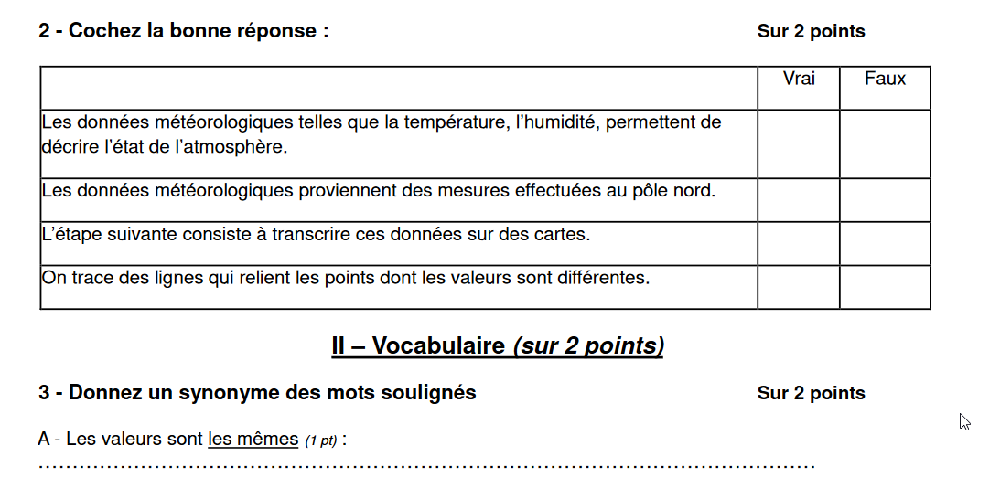 2 - Cochez la bonne réponse : Sur 2 points
Vrai Faux
Les données météorologiques telles que la température, l’humidité, permettent de
décrire l’état de l’atmosphère.
Les données météorologiques proviennent des mesures effectuées au pôle nord.
L’étape suivante consiste à transcrire ces données sur des cartes.
On trace des lignes qui relient les points dont les valeurs sont différentes.
II – Vocabulaire (sur 2 points)
3 - Donnez un synonyme des mots soulignés Sur 2 points
A - Les valeurs sont les mêmes (1 pt) :
……………………………………………………………………………………………………